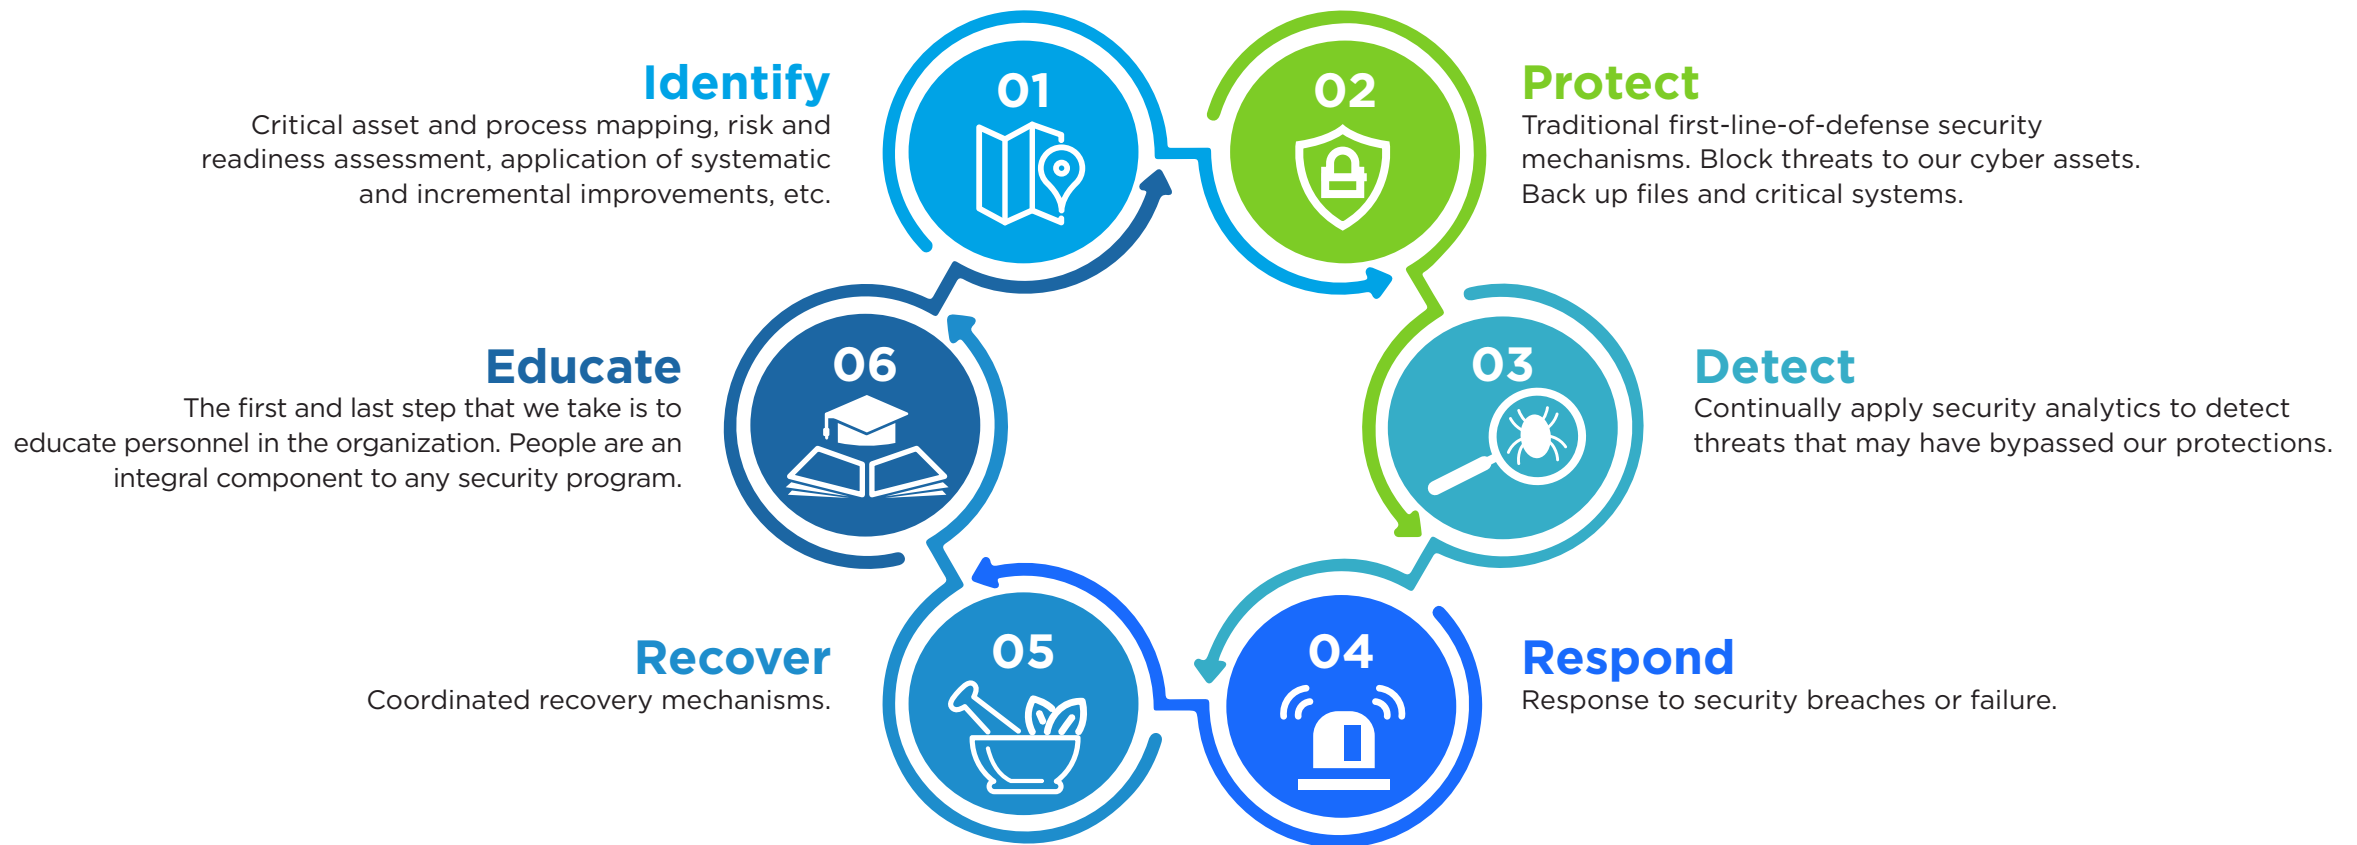 01
Identify
Critical asset and process mapping, risk and
readiness assessment, application of systematic
and incremental improvements, etc.
02
Protect
Traditional first-line-of-defense security
mechanisms. Block threats to our cyber assets.
Back up files and critical systems.
03
Detect
Continually apply security analytics to detect
threats that may have bypassed our protections.
04
Respond
Response to security breaches or failure.
05
Recover
Coordinated recovery mechanisms.
06
Educate
The first and last step that we take is to
educate personnel in the organization. People are an
integral component to any security program.